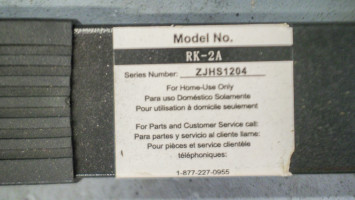 Model No.
RK-2A
Series Number: ZJHS1204
For Home-Use Only
Para uso Doméstico Solamente
Pour utilisation à domicile seulement
For Parts and Customer Service call:
Para partes y servicio al cliente llame:
Pour pièces et service clientèle
téléphoniques:
1-877-227-0955